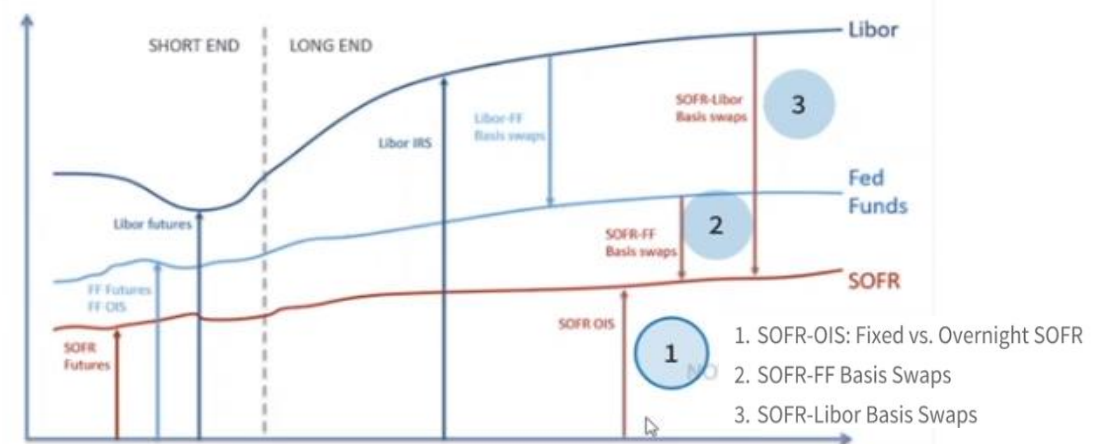 SHORT END
LONG END
Libor
SOFR-Libor
Basis swaps
3
Libor-FF
Basis swaps
Libor IRS
Fed
Funds
Libor futures
2
SOFR-FF
Basis swaps
SOFR
FF Futures
FF OIS
SOFR OIS
SOFR
Futures
1
NO
1. SOFR-OIS: Fixed vs. Overnight SOFR
2. SOFR-FF Basis Swaps
3. SOFR-Libor Basis Swaps